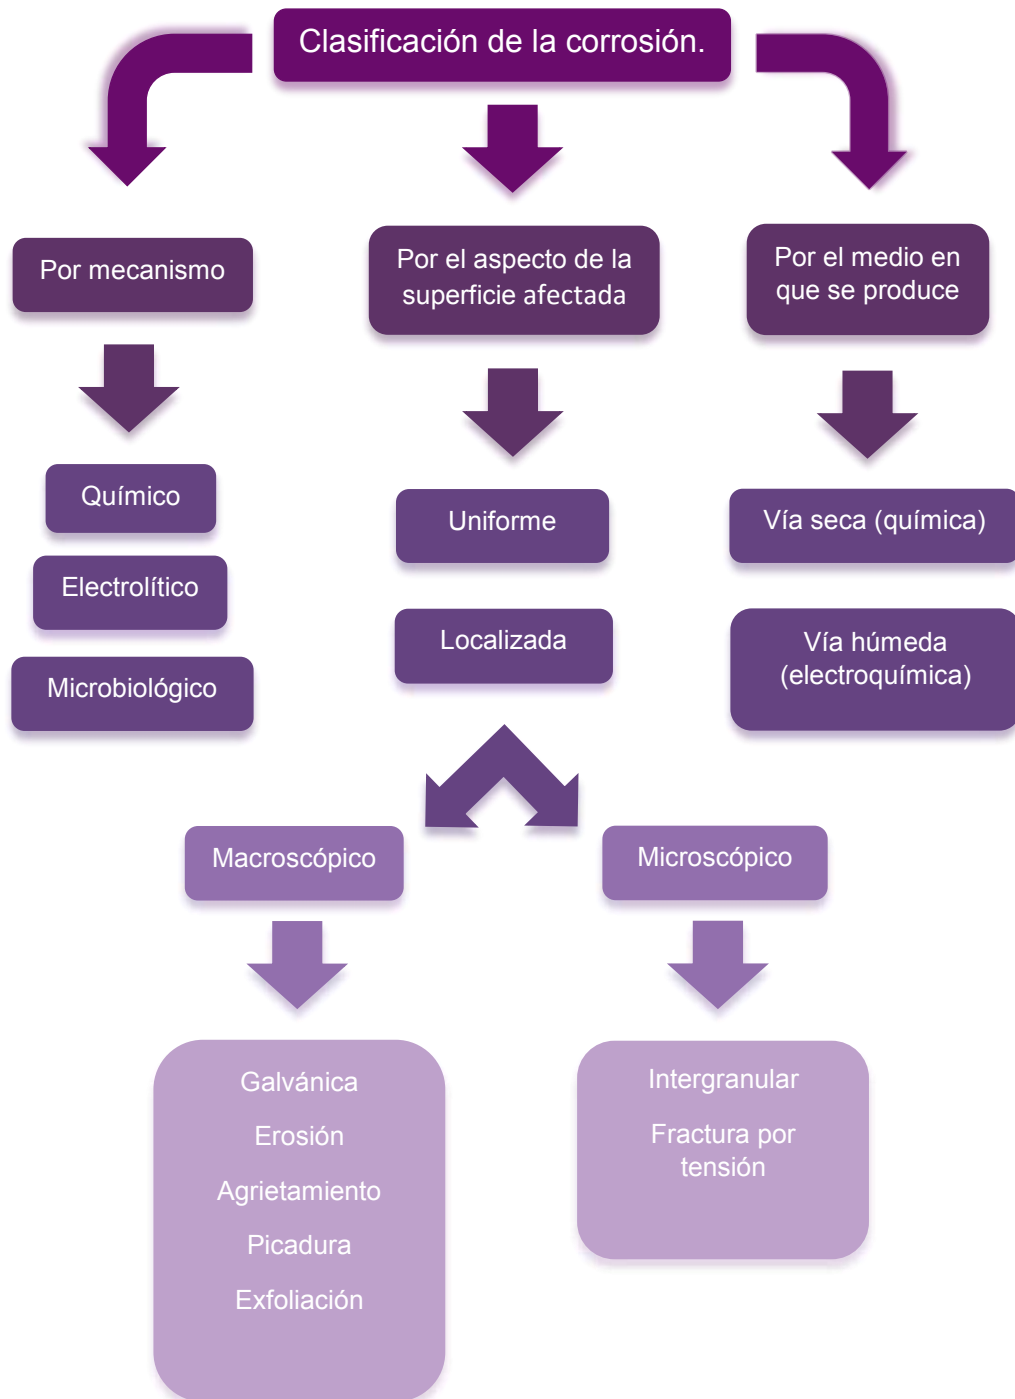 Clasificación de la corrosión.
Por mecanismo
Por el aspecto de la
superficie afectada
Por el medio en
que se produce
Químico
Electrolítico
Microbiológico
Uniforme
Localizada
Vía seca (química)
Vía húmeda
(electroquímica)
Macroscópico
Microscópico
Galvánica
Erosión
Agrietamiento
Picadura
Exfoliación
Intergranular
Fractura por
tensión